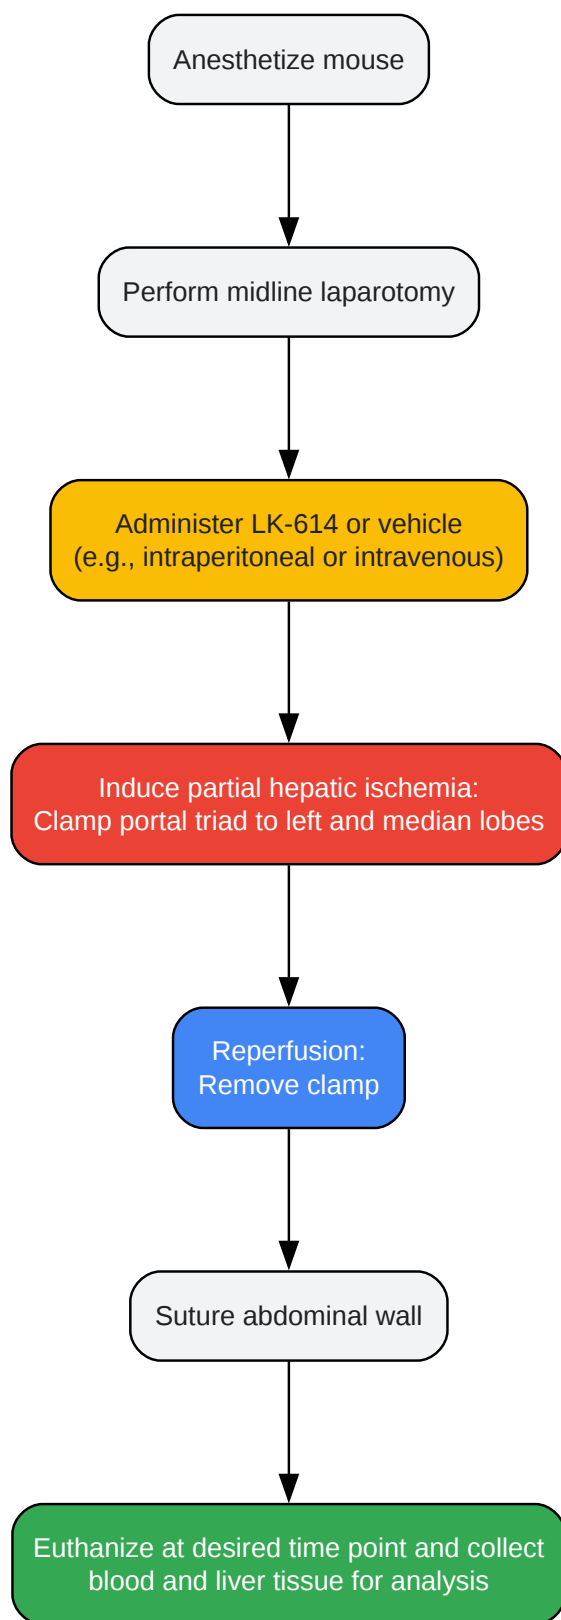 Anesthetize mouse
Perform midline laparotomy
Administer LK-614 or vehicle
(e.g., intraperitoneal or intravenous)
Induce partial hepatic ischemia:
Clamp portal triad to left and median lobes
Reperfusion:
Remove clamp
Suture abdominal wall
Euthanize at desired time point and collect
blood and liver tissue for analysis